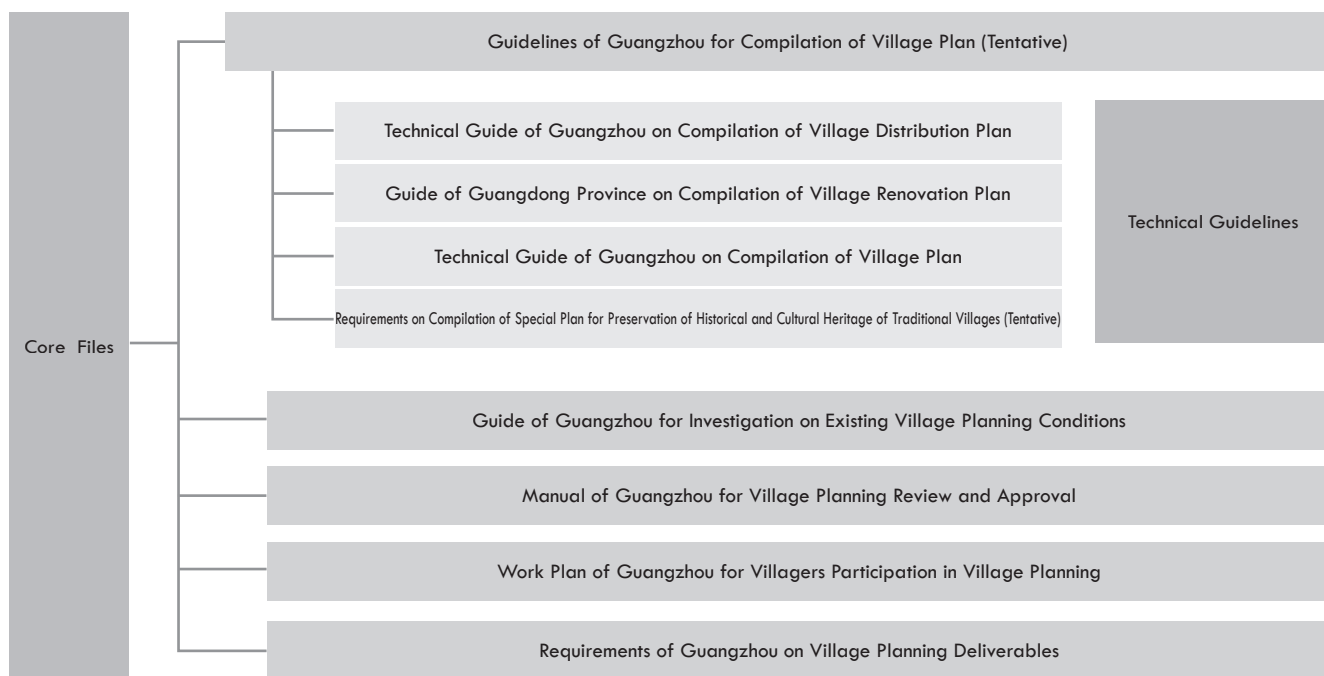 Guidelines of Guangzhou for Compilation of Village Plan (Tentative)
Technical Guide of Guangzhou on Compilation of Village Distribution Plan
Guide of Guangdong Province on Compilation of Village Renovation Plan
Technical Guide of Guangzhou on Compilation of Village Plan
Requirements on Compilation of Special Plan for Preservation of Historical and Cultural Heritage of Traditional Villages (Tentative)
Technical Guidelines
Core Files
Guide of Guangzhou for Investigation on Existing Village Planning Conditions
Manual of Guangzhou for Village Planning Review and Approval
Work Plan of Guangzhou for Villagers Participation in Village Planning
Requirements of Guangzhou on Village Planning Deliverables